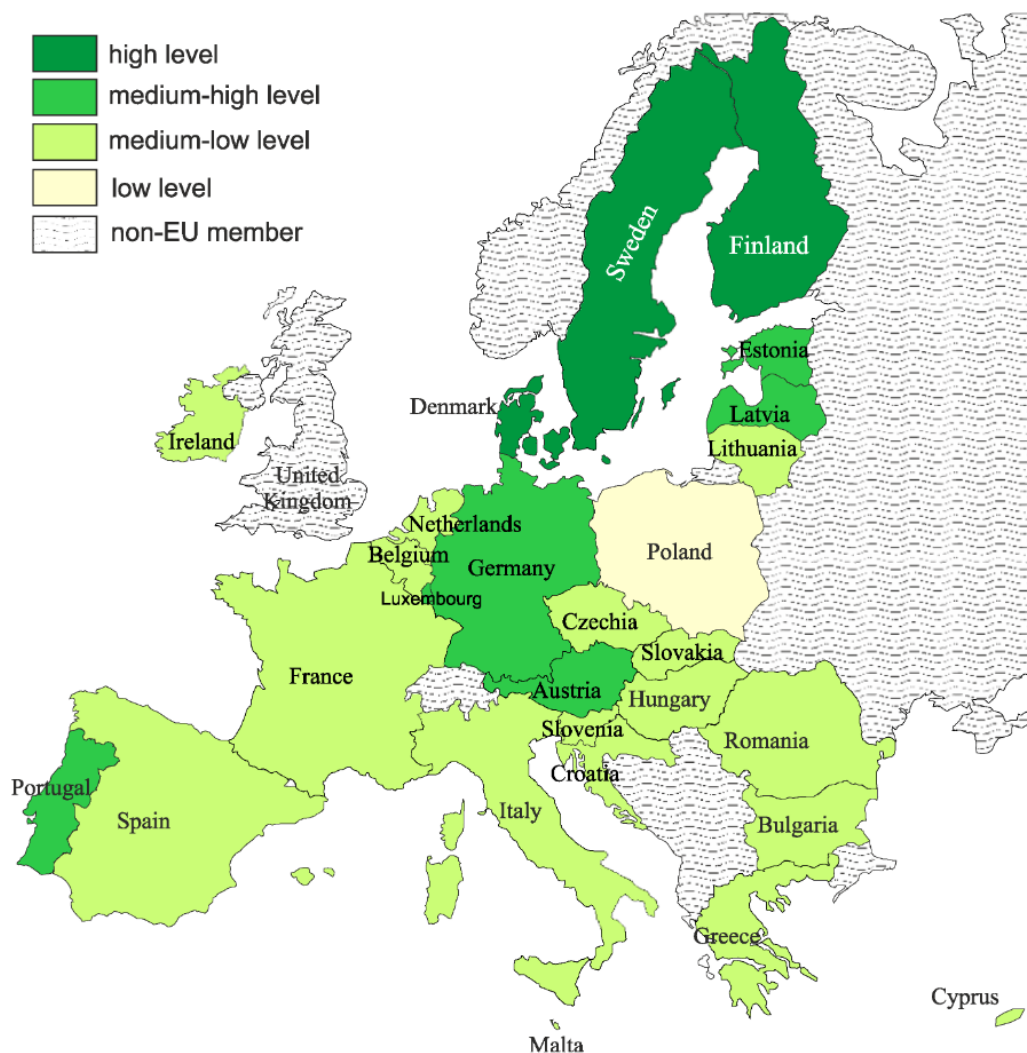 high level
medium-high level
medium-low level
low level
non-EU member
Sweden
Finland
Estonia
Denmark
Latvia
Ireland
Lithuania
United
Kingdom
Netherlands
Belgium
Poland
Germany
Luxembourg
Czechia
Slovakia
France
Austria
Hungary
Slovenia
Romania
Croatia
Portugal
Italy
Spain
Bulgaria
Greece
Cyprus
Malta